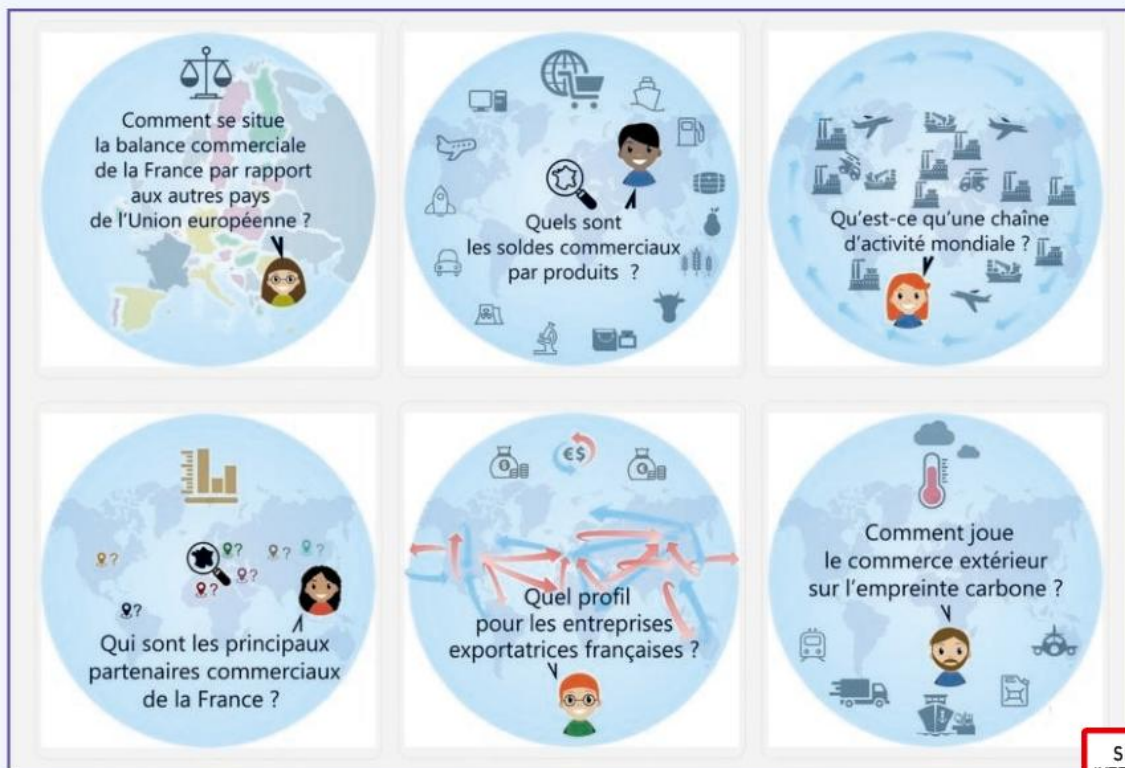 Comment se situe
la balance commerciale
de la France par rapport
aux autres pays
de l'Union européenne ?
Quels sont
les soldes commerciaux
par produits ?
Qu'est-ce qu'une chaîne
d'activité mondiale ?
? ? ? ? ? ? ?
Qui sont les principaux
partenaires commerciaux
de la France ?
€$
Quel profil
pour les entreprises
exportatrices françaises ?
Comment joue
le commerce extérieur
sur l'empreinte carbone ?
S